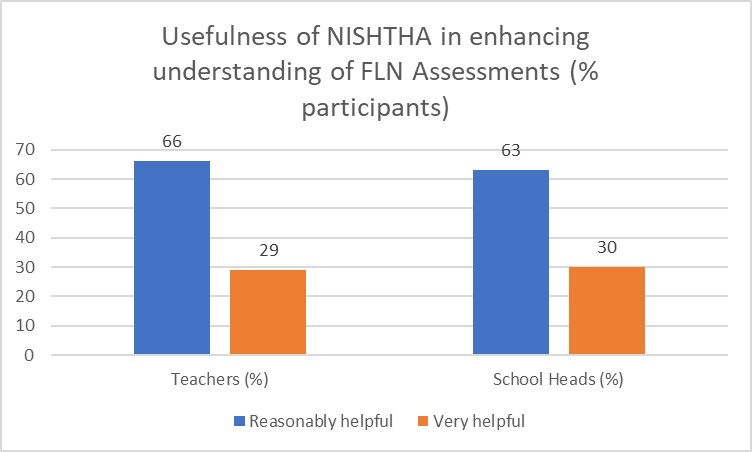 Usefulness of NISHTHA in enhancing
understanding of FLN Assessments (%
participants)
70
60
50
40
30
20
10
0
66
29
63
30
Teachers (%)
School Heads (%)
Reasonably helpful
Very helpful